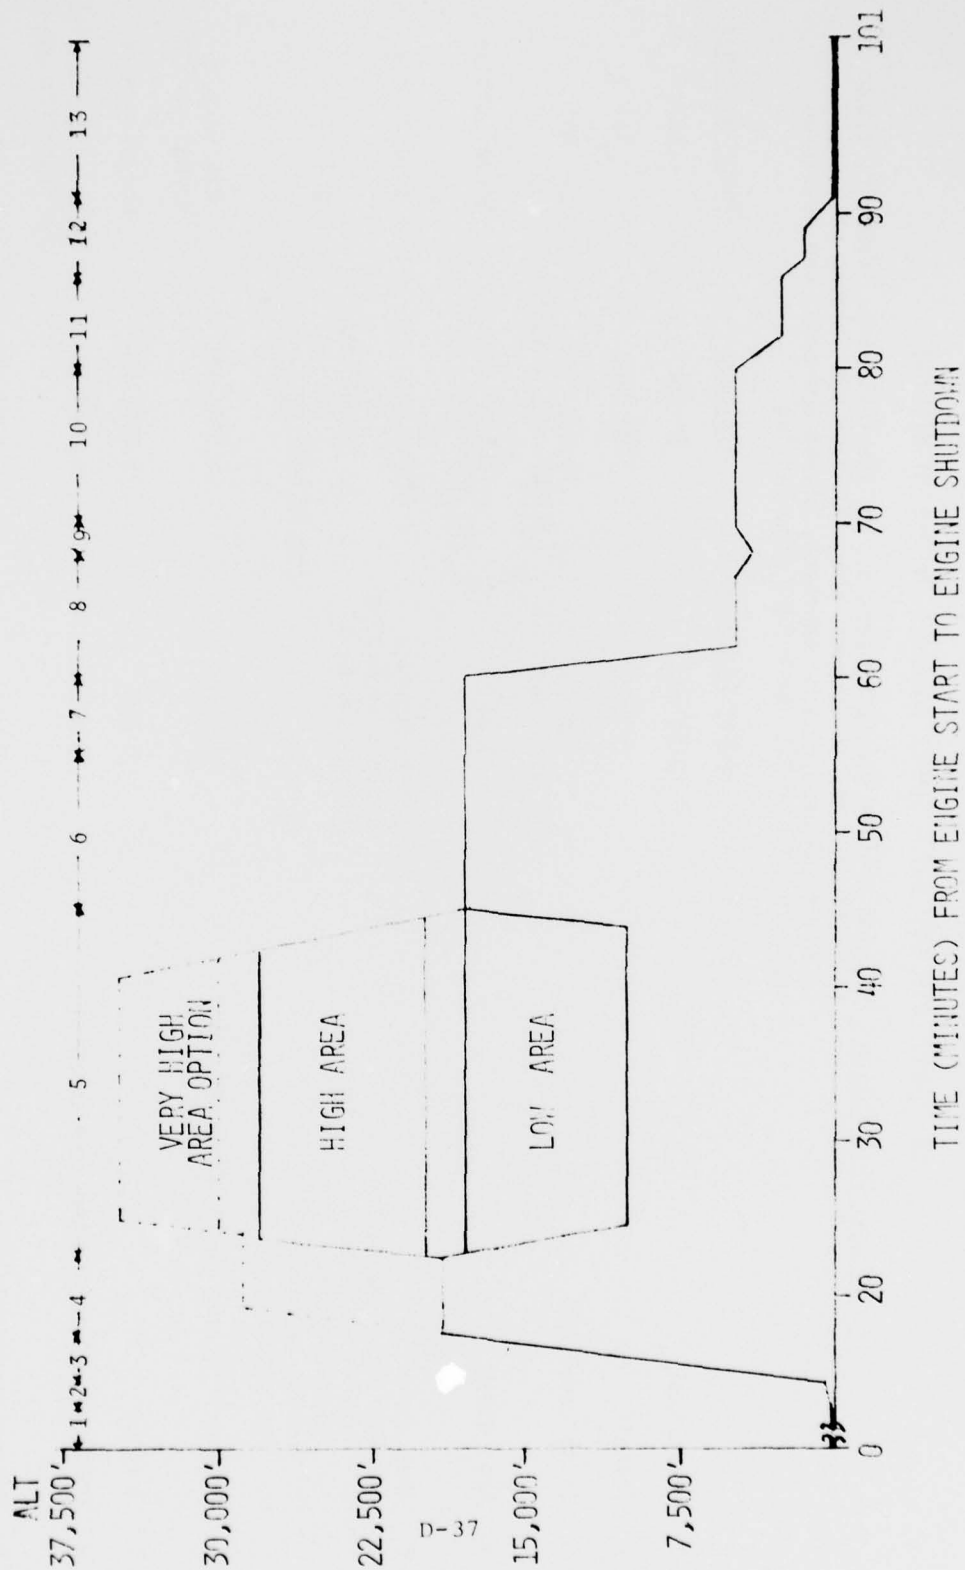 ALT
37,500'
30,000'
22,500'
15,000'
7,500'
1 2 3 4 5 6 7 8 9 10 11 12 13
VERY HIGH
AREA OPTION
HIGH AREA
LOW AREA
0 20 30 40 50 60 70 80 90 101
TIME (MINUTES) FROM ENGINE START TO ENGINE SHUTDOWN
D-37